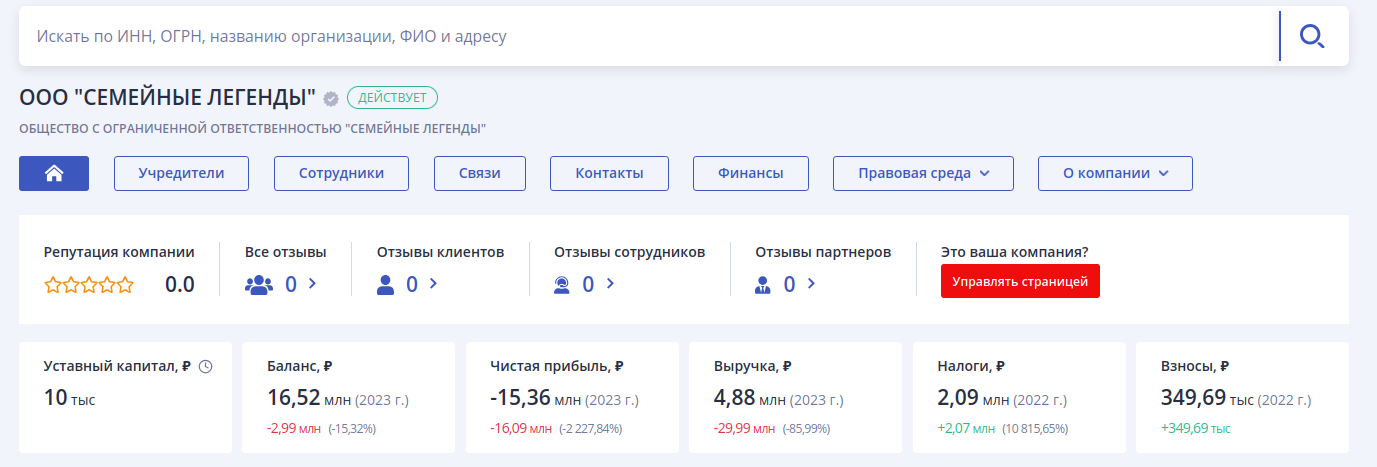 Искать по ИНН, ОГРН, названию организации, ФИО и адресу
ООО "СЕМЕЙНЫЕ ЛЕГЕНДЫ" ДЕЙСТВУЕТ
ОБЩЕСТВО С ОГРАНИЧЕННОЙ ОТВЕТСТВЕННОСТЬЮ "СЕМЕЙНЫЕ ЛЕГЕНДЫ"
Учредители Сотрудники Связи Контакты Финансы Правовая среда О компании
Репутация компании Все отзывы Отзывы клиентов Отзывы сотрудников Отзывы партнеров Это ваша компания?
0.0 0 0 0 0 Управлять страницей
Уставный капитал, ₽ Баланс, ₽ Чистая прибыль, ₽ Выручка, ₽ Налоги, ₽ Взносы, ₽
10 тыс 16,52 млн (2023 г.) -15,36 млн (2023 г.) 4,88 млн (2023 г.) 2,09 млн (2022 г.) 349,69 тыс (2022 г.)
-2,99 млн (-15,32%) -16,09 млн (-2 227,84%) -29,99 млн (-85,99%) +2,07 млн (10 815,65%) +349,69 тыс